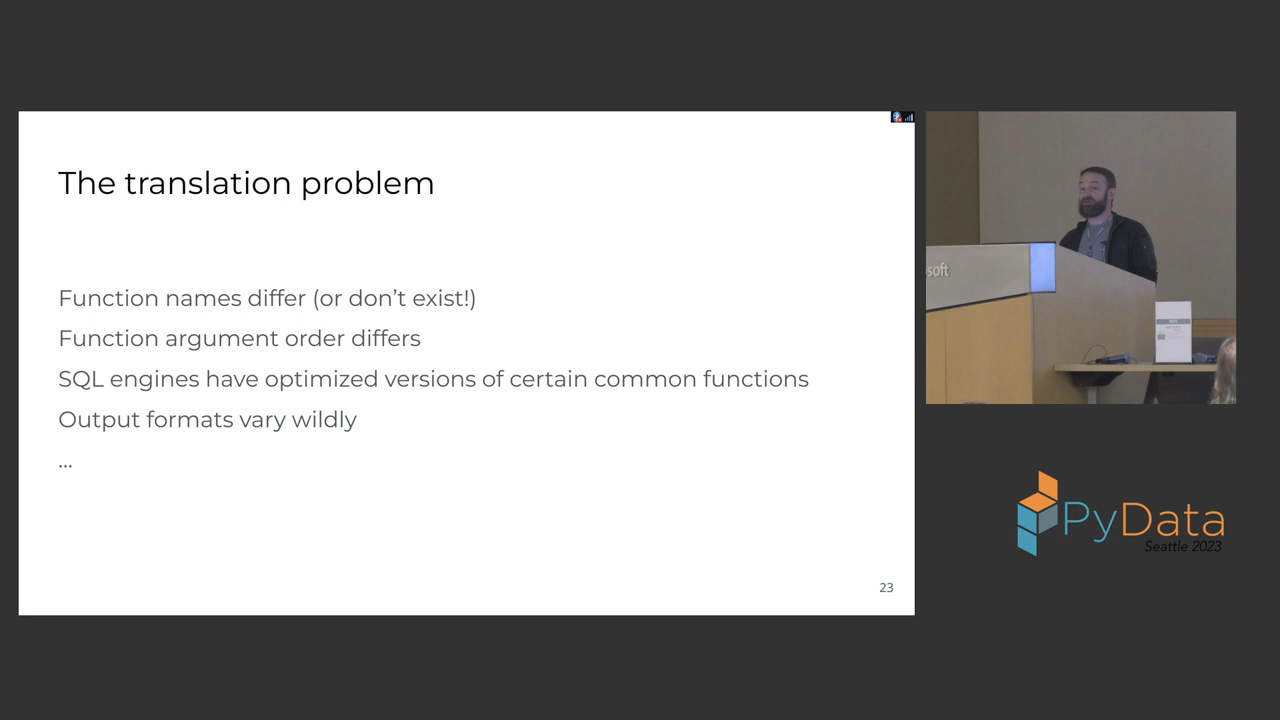 The translation problem
Function names differ (or don’t exist!)
Function argument order differs
SQL engines have optimized versions of certain common functions
Output formats vary wildly
...
23
osoft
PyData
Seattle 2023